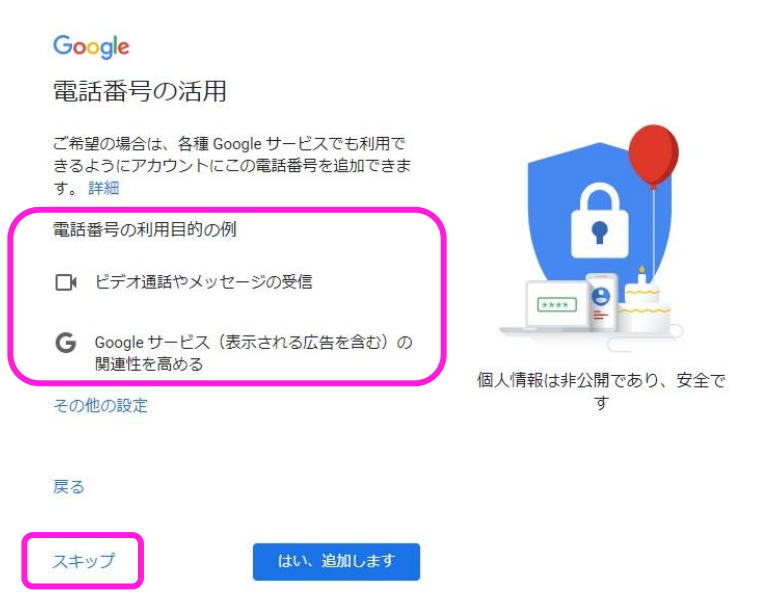 Google
電話番号の活用
ご希望の場合は、各種 Google サービスでも利用で
きるようにアカウントにこの電話番号を追加できま
す。 詳細
電話番号の利用目的の例
ビデオ通話やメッセージの受信
G Google サービス（表示される広告を含む）の
関連性を高める
その他の設定
戻る
スキップ
はい、追加します
****
個人情報は非公開であり、安全で
す